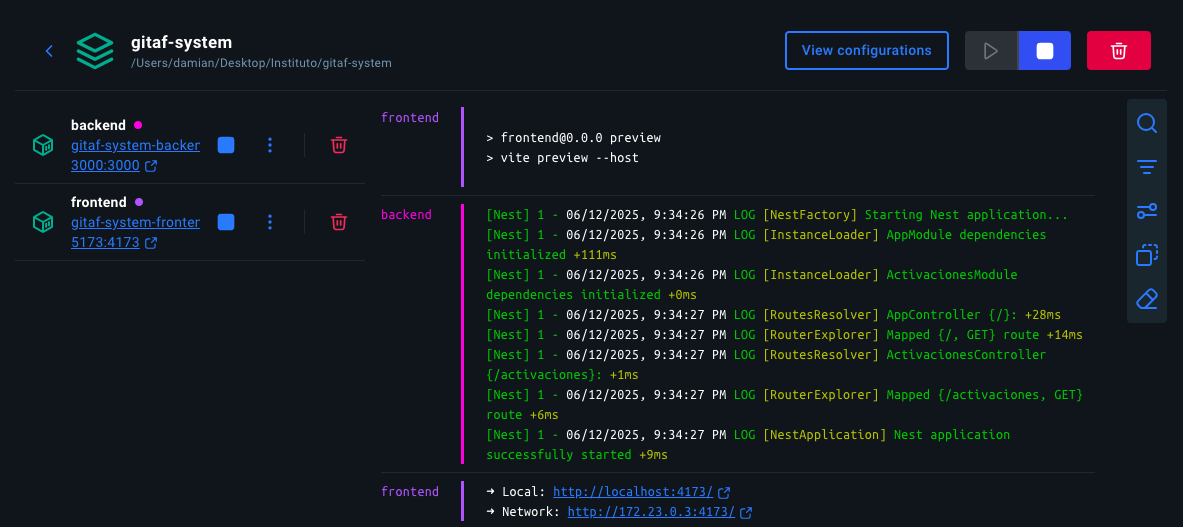 gitaf-system
/Users/damian/Desktop/Instituto/gitaf-system
View configurations
backend
gitaf-system-backer
3000:3000
frontend
gitaf-system-fronter
5173:4173
frontend
> frontend@0.0.0 preview
> vite preview --host
backend
[Nest] 1 - 06/12/2025, 9:34:26 PM LOG [NestFactory] Starting Nest application...
[Nest] 1 - 06/12/2025, 9:34:26 PM LOG [InstanceLoader] AppModule dependencies
initialized +111ms
[Nest] 1 - 06/12/2025, 9:34:26 PM LOG [InstanceLoader] ActivacionesModule
dependencies initialized +0ms
[Nest] 1 - 06/12/2025, 9:34:27 PM LOG [RoutesResolver] AppController {/}: +28ms
[Nest] 1 - 06/12/2025, 9:34:27 PM LOG [RouterExplorer] Mapped {/, GET} route +14ms
[Nest] 1 - 06/12/2025, 9:34:27 PM LOG [RoutesResolver] ActivacionesController
{/activaciones}: +1ms
[Nest] 1 - 06/12/2025, 9:34:27 PM LOG [RouterExplorer] Mapped {/activaciones, GET}
route +6ms
[Nest] 1 - 06/12/2025, 9:34:27 PM LOG [NestApplication] Nest application
successfully started +9ms
frontend
➜ Local: http://localhost:4173/
➜ Network: http://172.23.0.3:4173/